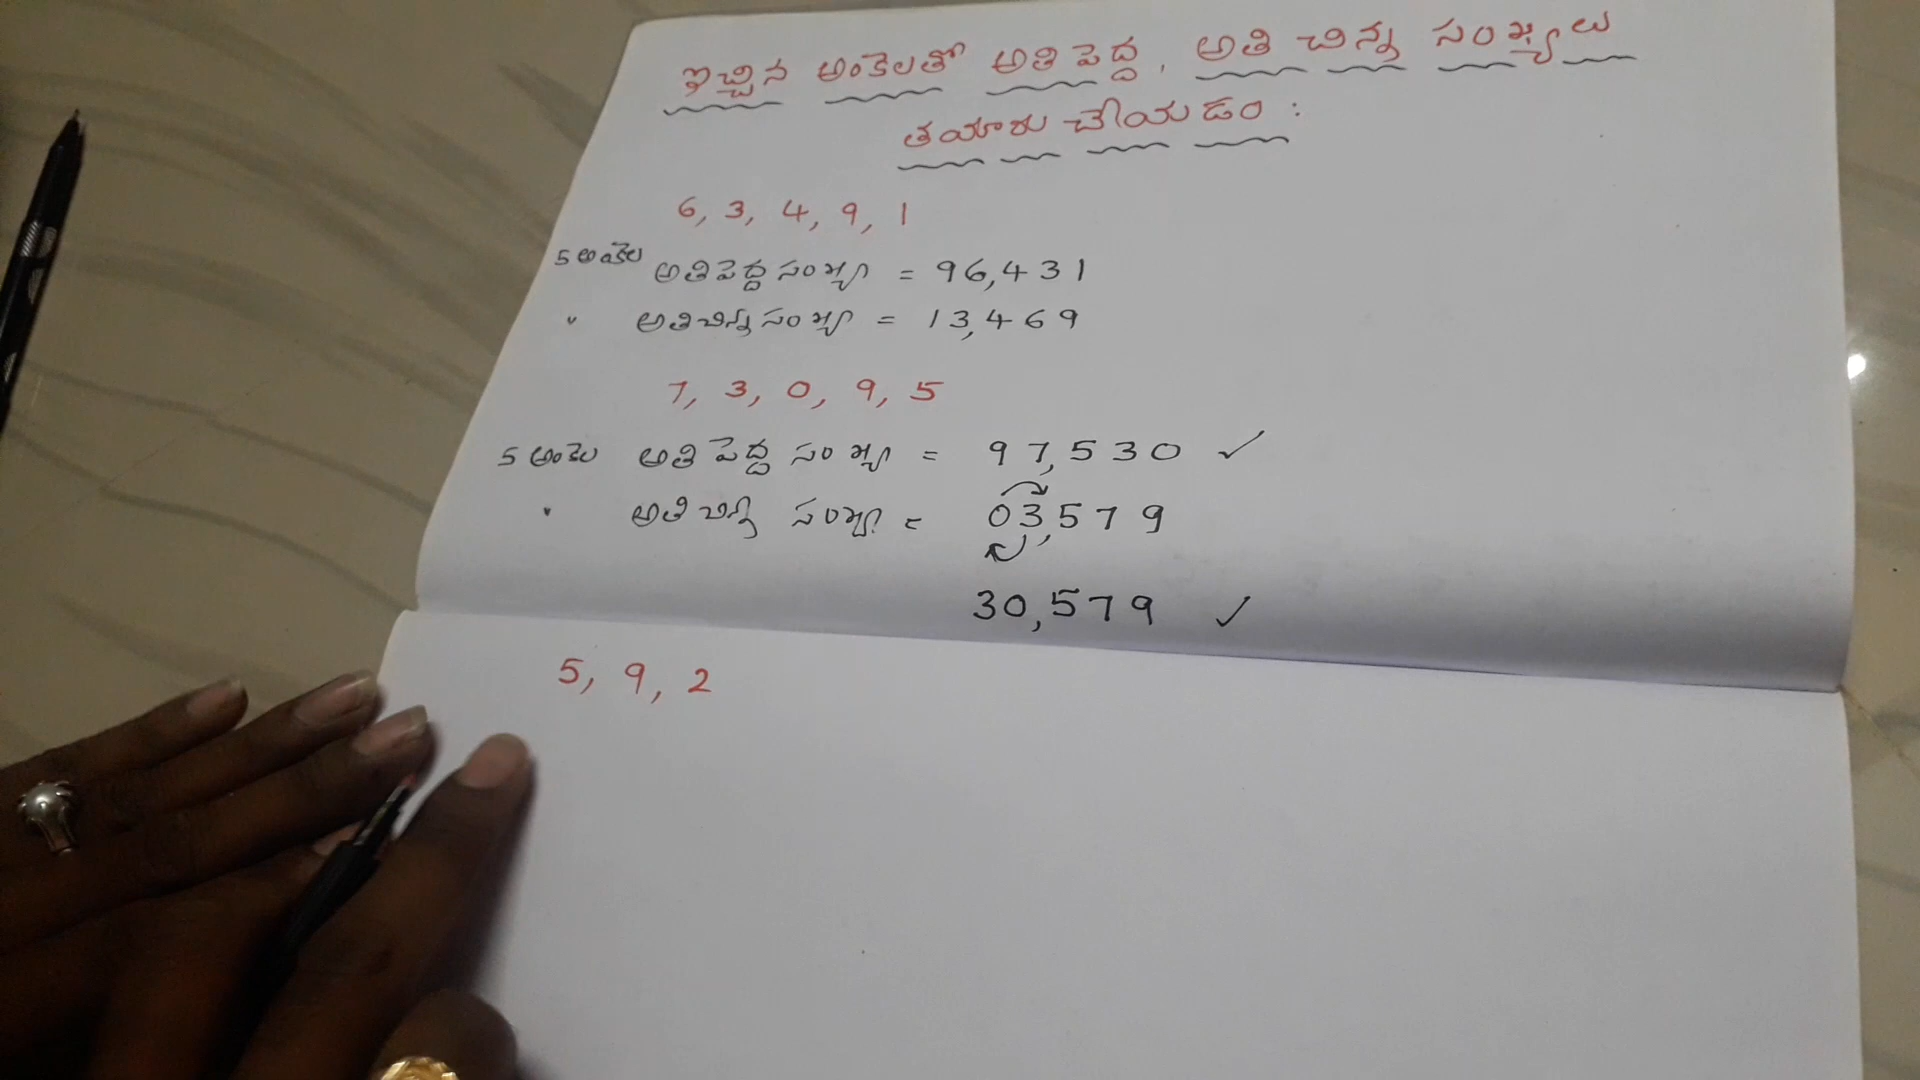 ఇచ్చిన అంకెలతో అతి పెద్ద, అతి చిన్న సంఖ్యలు
తయారు చేయడం :
6, 3, 4, 9, 1
5 అంకెల అతి పెద్ద సంఖ్య = 96,431
" అతి చిన్న సంఖ్య = 13,469
7, 3, 0, 9, 5
5 అంకెల అతి పెద్ద సంఖ్య = 97,530 ✓
" అతి చిన్న సంఖ్య = 03,579
30,579 ✓
5, 9, 2